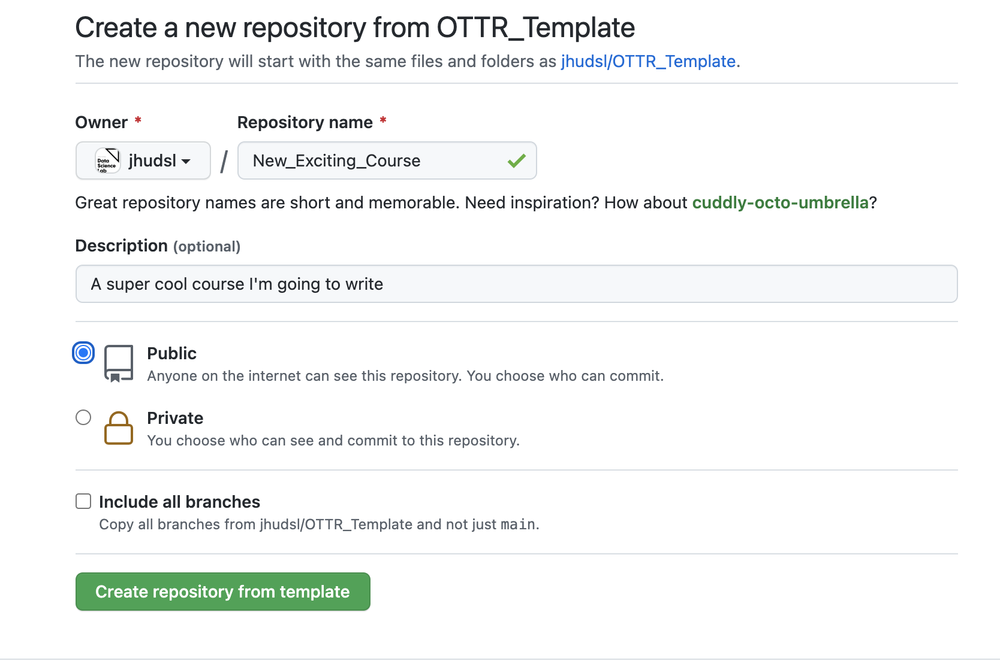 Create a new repository from OTTR_Template
The new repository will start with the same files and folders as jhudsl/OTTR_Template.
Owner * Repository name *
Data
Science
Lab
jhudsl / New_Exciting_Course
Great repository names are short and memorable. Need inspiration? How about cuddly-octo-umbrella?
Description (optional)
A super cool course I'm going to write
Public
Anyone on the internet can see this repository. You choose who can commit.
Private
You choose who can see and commit to this repository.
Include all branches
Copy all branches from jhudsl/OTTR_Template and not just main.
Create repository from template